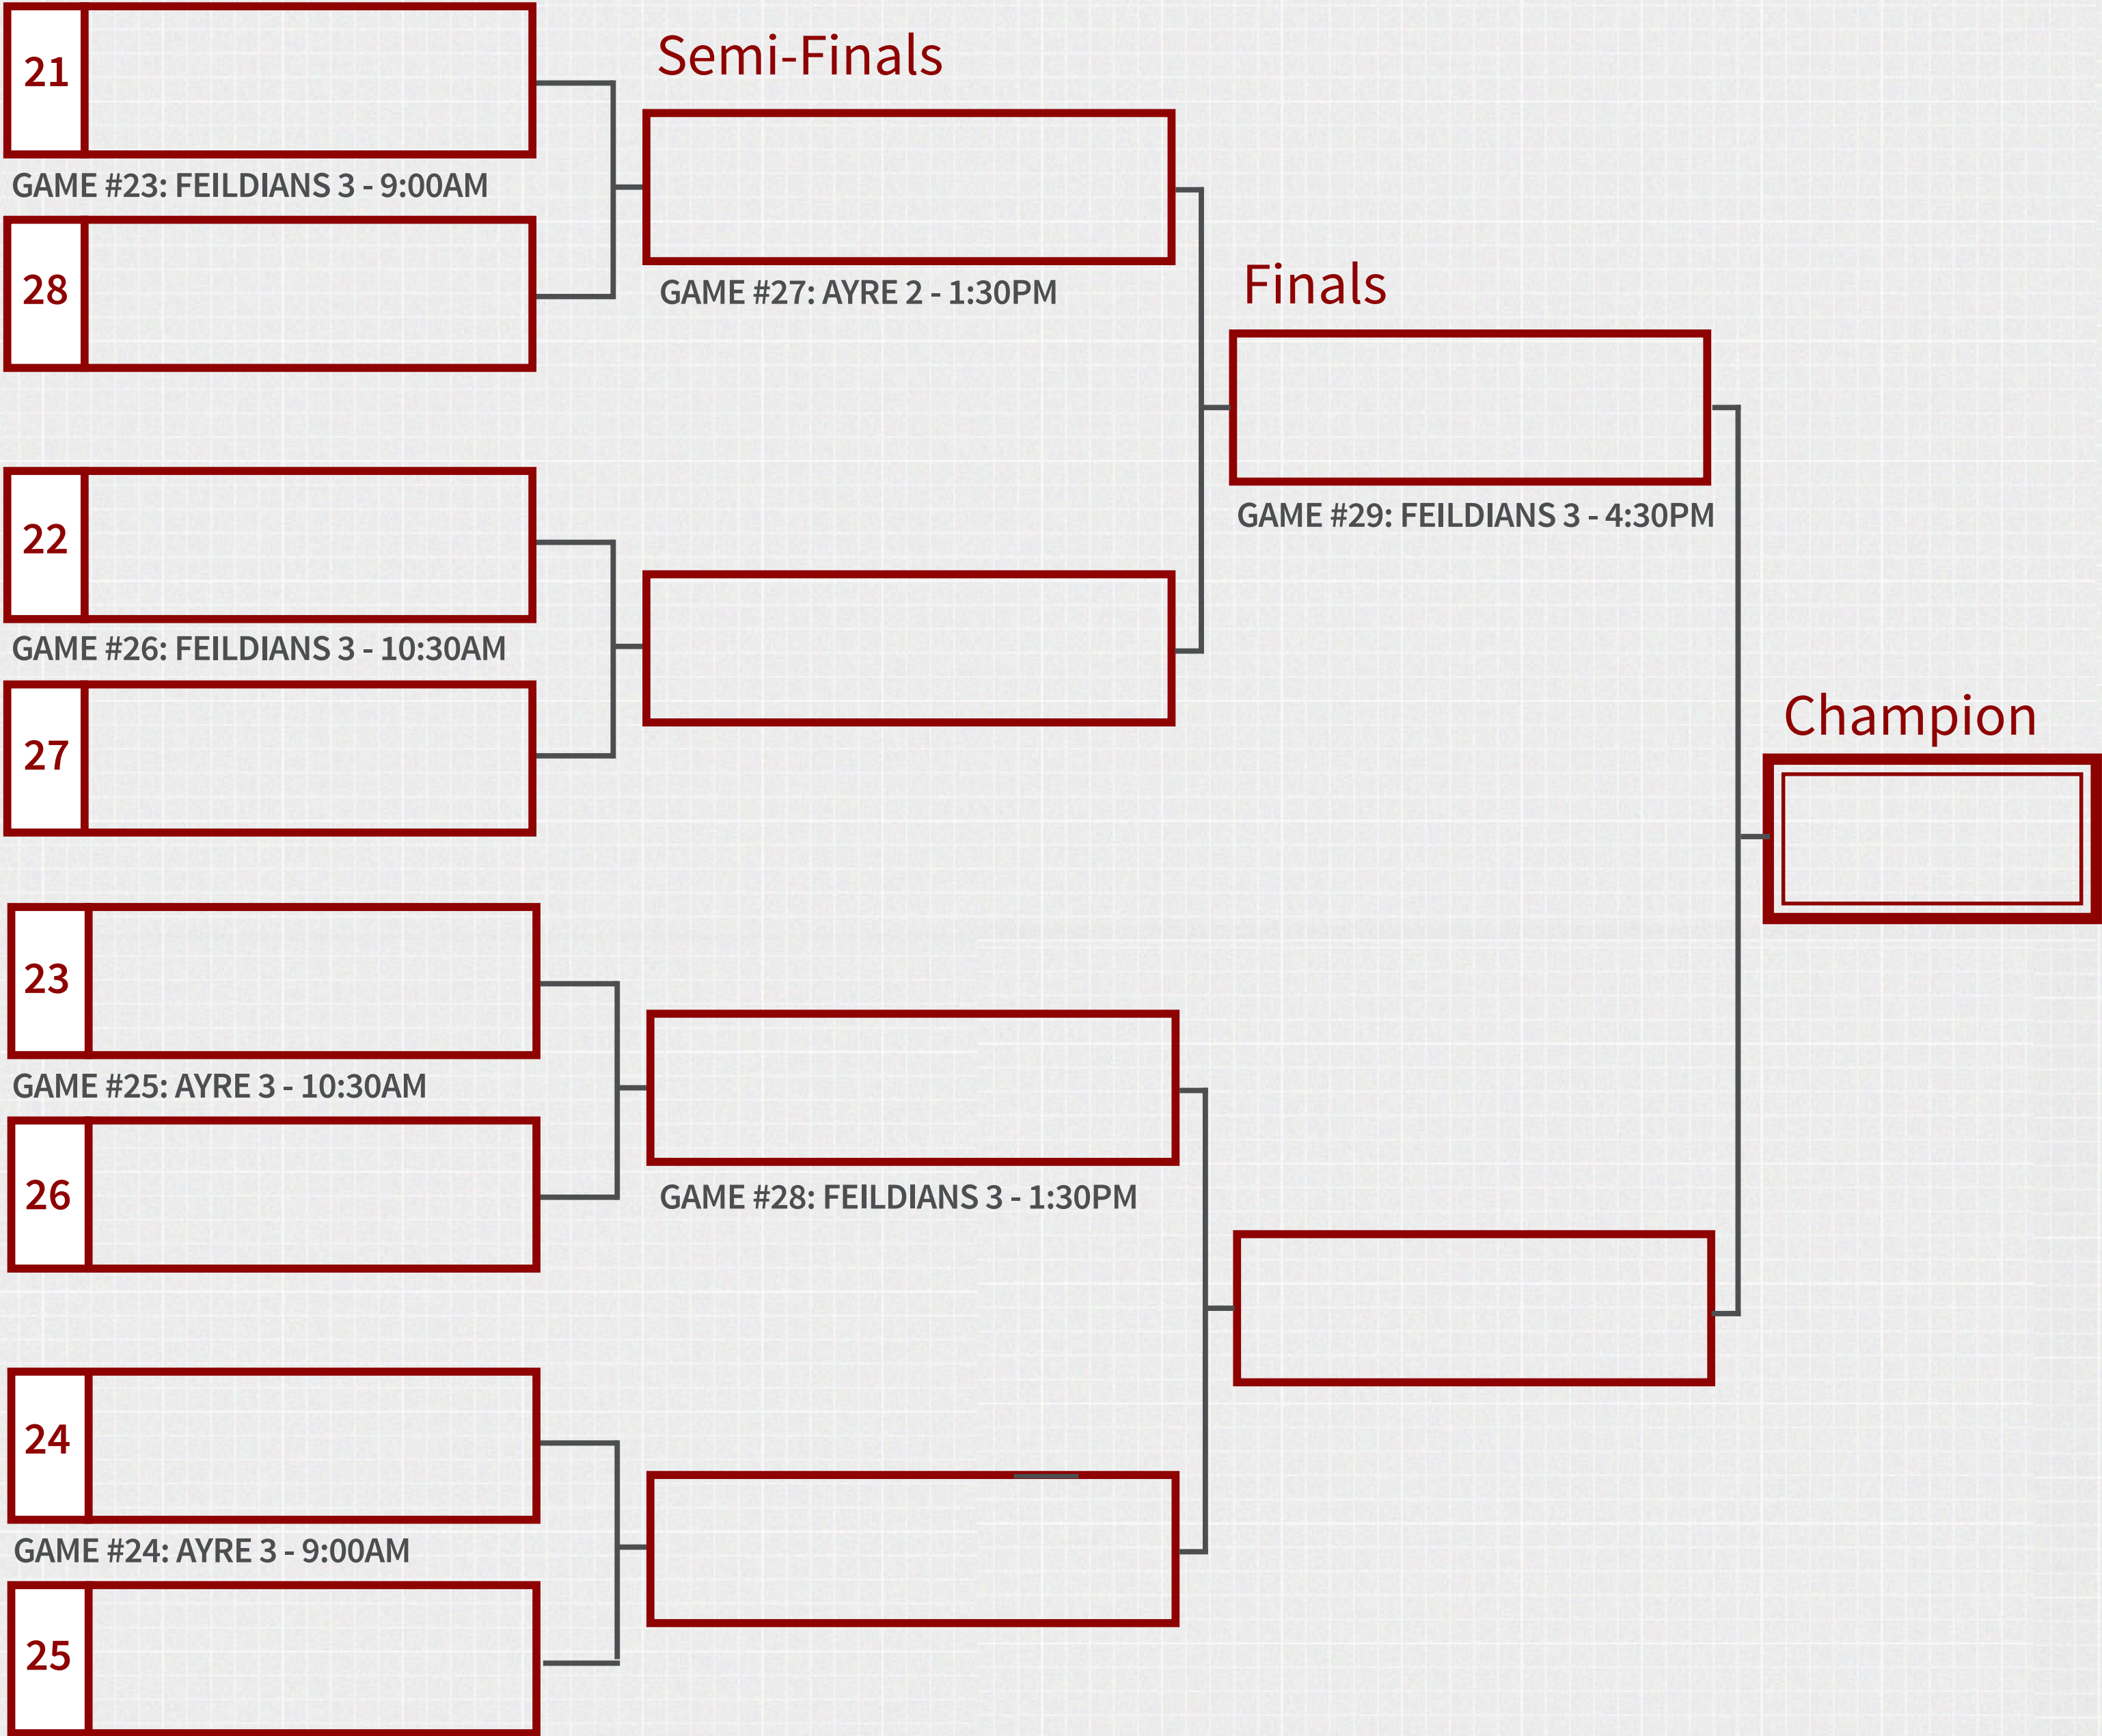 21
GAME #23: FEILDIANS 3 - 9:00AM
28
22
GAME #26: FEILDIANS 3 - 10:30AM
27
23
GAME #25: AYRE 3 - 10:30AM
26
24
GAME #24: AYRE 3 - 9:00AM
25
Semi-Finals
GAME #27: AYRE 2 - 1:30PM
GAME #28: FEILDIANS 3 - 1:30PM
Finals
GAME #29: FEILDIANS 3 - 4:30PM
Champion